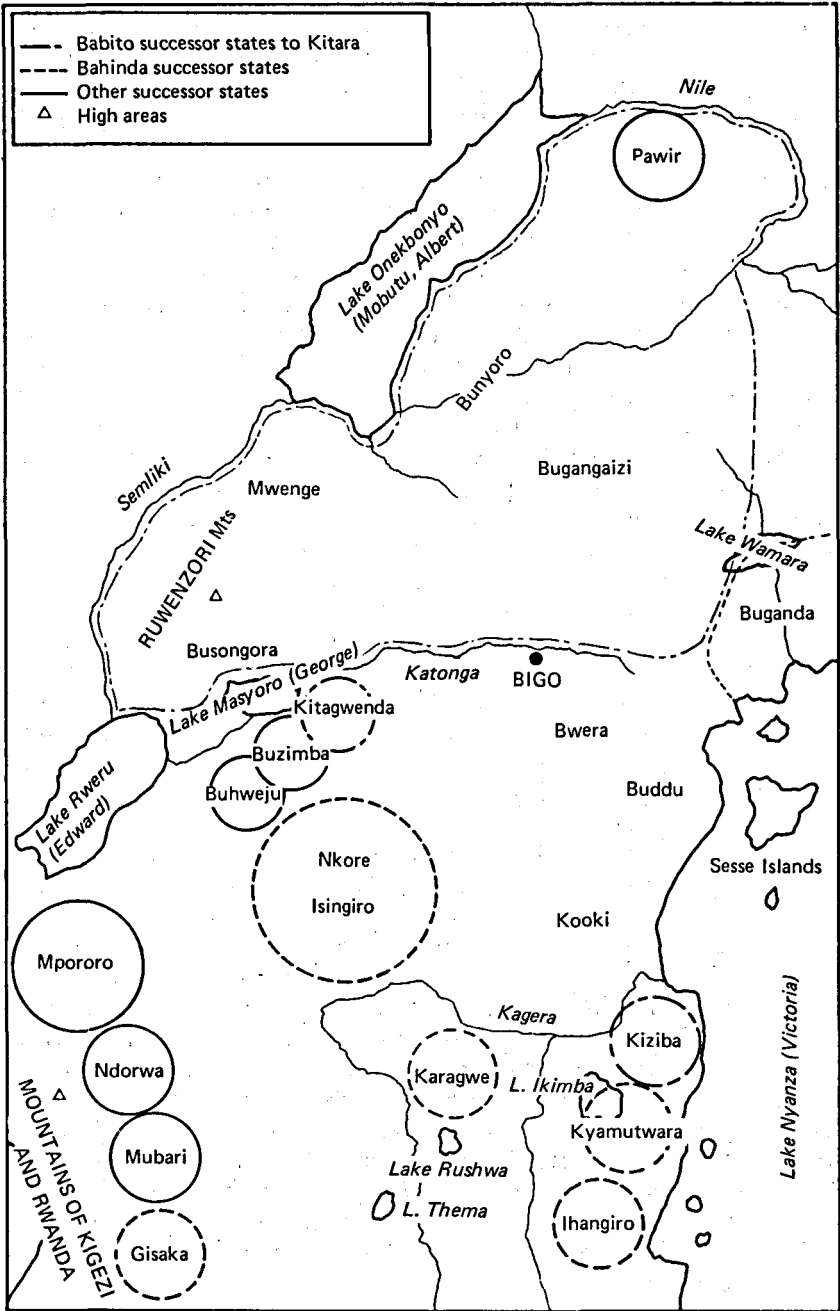 Babito successor states to Kitara
Bahinda successor states
Other successor states
High areas
Nile
Pawir
Lake Onekbonyo
(Mobutu, Albert)
Bunyoro
Semliki
Mwenge
Bugangaizi
RUWENZORI Mts
Lake Wamara
Buganda
Busongora
Lake Masyoro (George)
Katonga
BIGO
Kitagwenda
Bwera
Buzimba
Buhweju
Buddu
Lake Rweru
(Edward)
Nkore
Isingiro
Sesse Islands
Kooki
Mpororo
Kagera
Kiziba
Lake Nyanza (Victoria)
Ndorwa
Karagwe
L. Ikimba
MOUNTAINS OF KIGEZI
AND RWANDA
Mubari
Kyamutwara
Lake Rushwa
L. Thema
Ihangiro
Gisaka